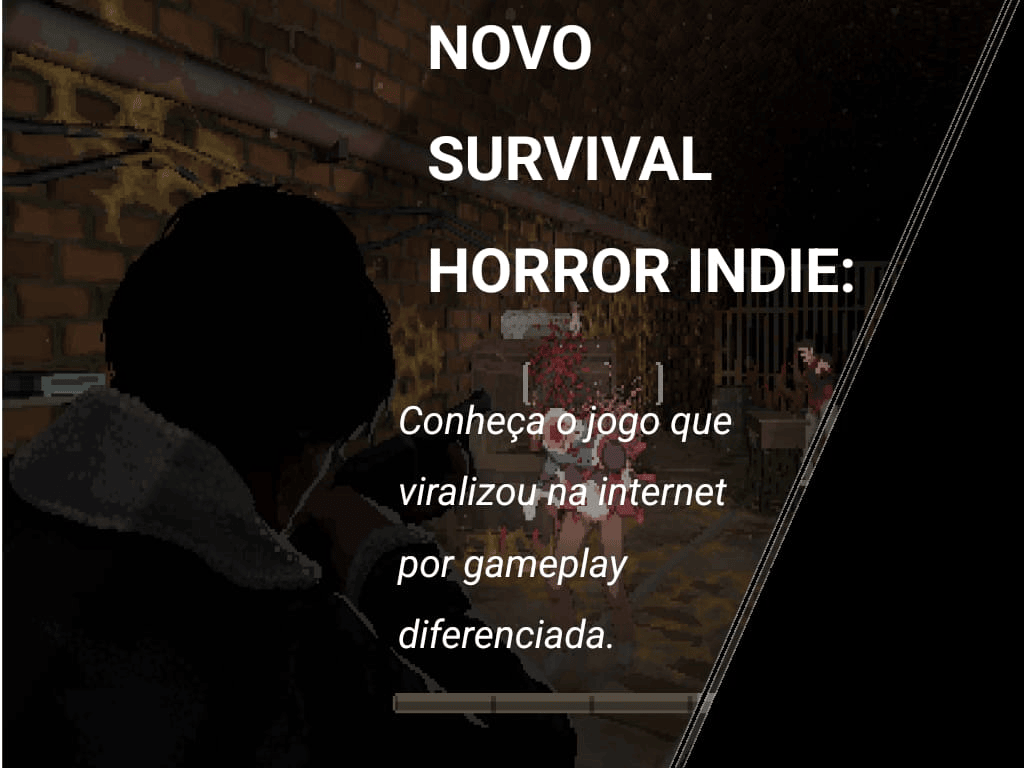 NOVO
SURVIVAL
HORROR INDIE:
Conheça o jogo que
viralizou na internet
por gameplay
diferenciada.